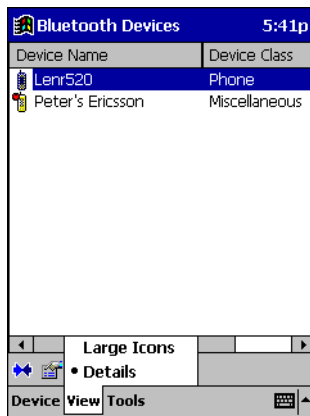 Bluetooth Devices 5:41p
Device Name Device Class
Lenr520 Phone
Peter's Ericsson Miscellaneous
Large Icons
• Details
Device View Tools